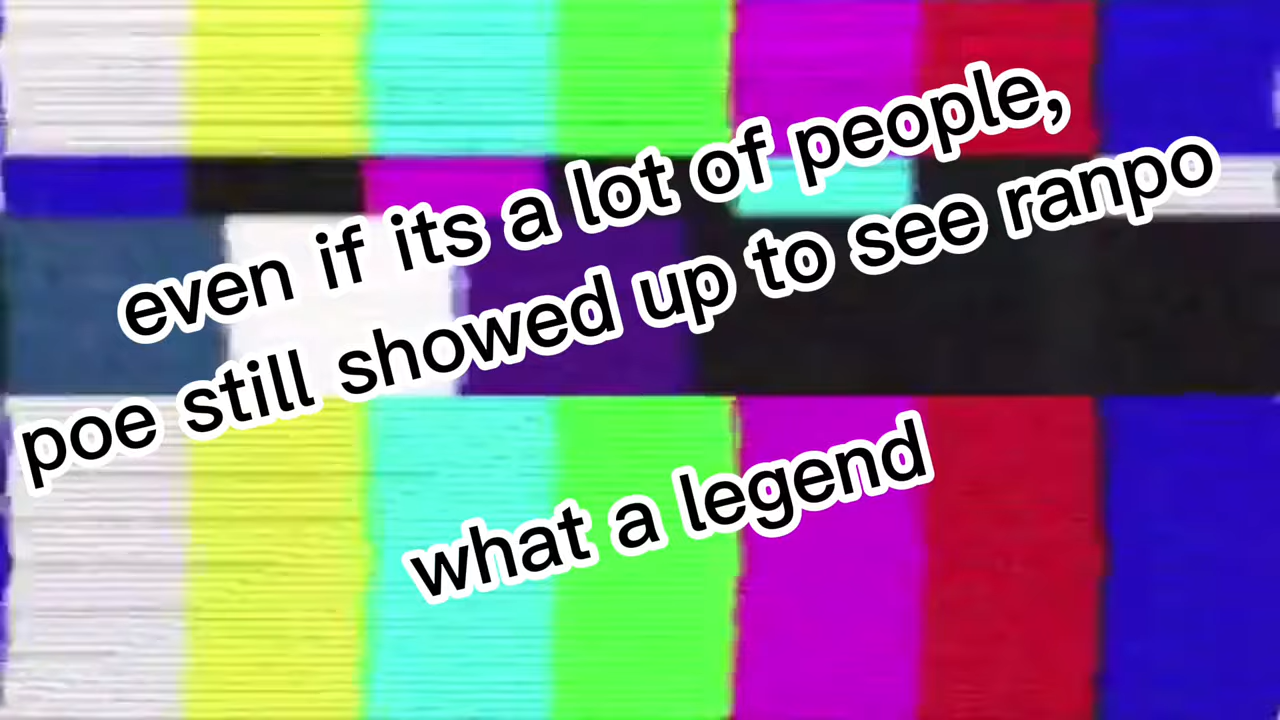 even if its a lot of people,
poe still showed up to see ranpo
what a legend